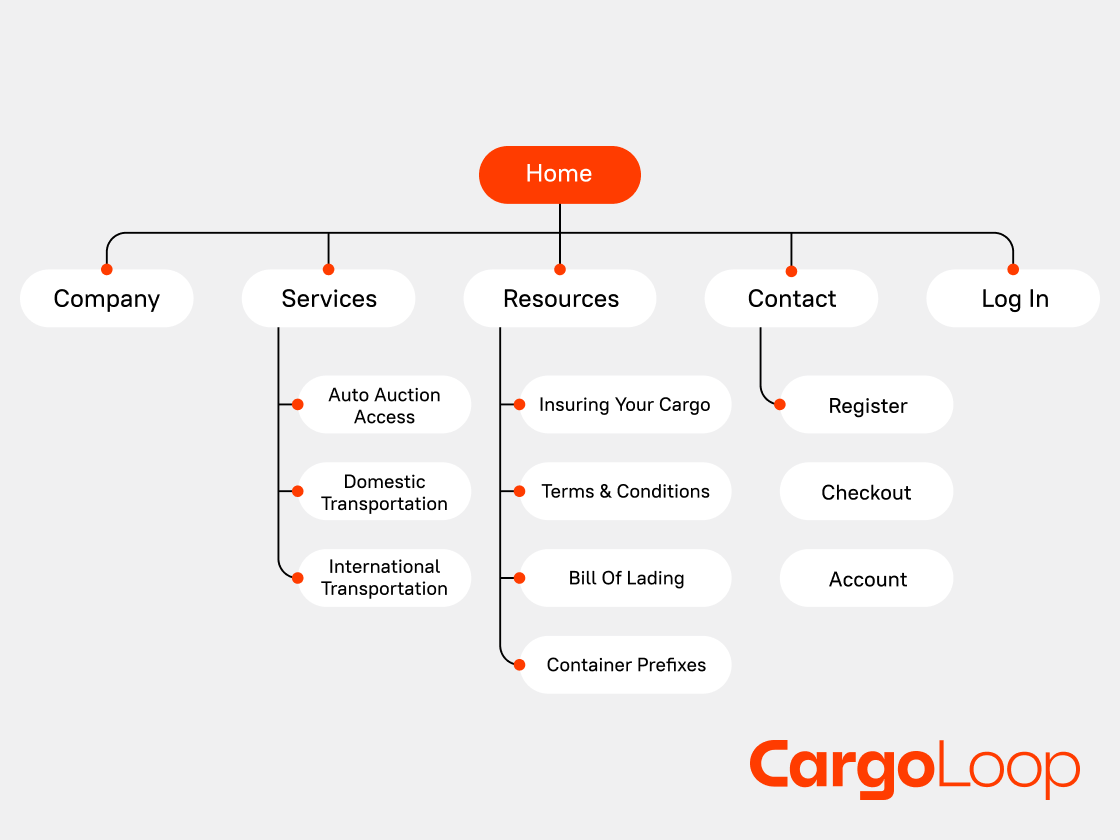 Home
Company
Services
Resources
Contact
Log In
Auto Auction
Access
Domestic
Transportation
International
Transportation
Insuring Your Cargo
Terms & Conditions
Bill Of Lading
Container Prefixes
Register
Checkout
Account
CargoLoop